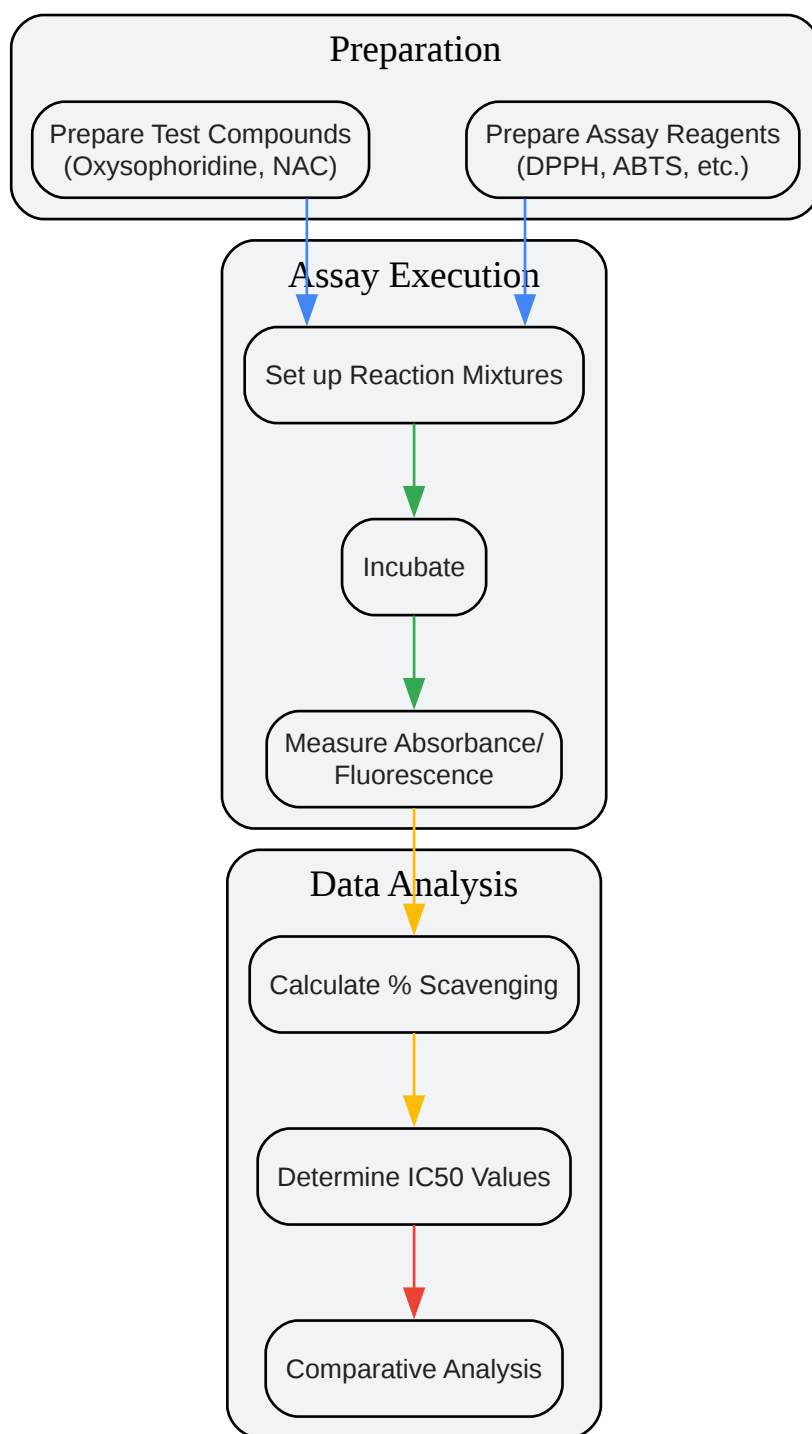 Preparation
Prepare Test Compounds
(Oxysophoridine, NAC)
Prepare Assay Reagents
(DPPH, ABTS, etc.)
Assay Execution
Set up Reaction Mixtures
Incubate
Measure Absorbance/
Fluorescence
Data Analysis
Calculate % Scavenging
Determine IC50 Values
Comparative Analysis